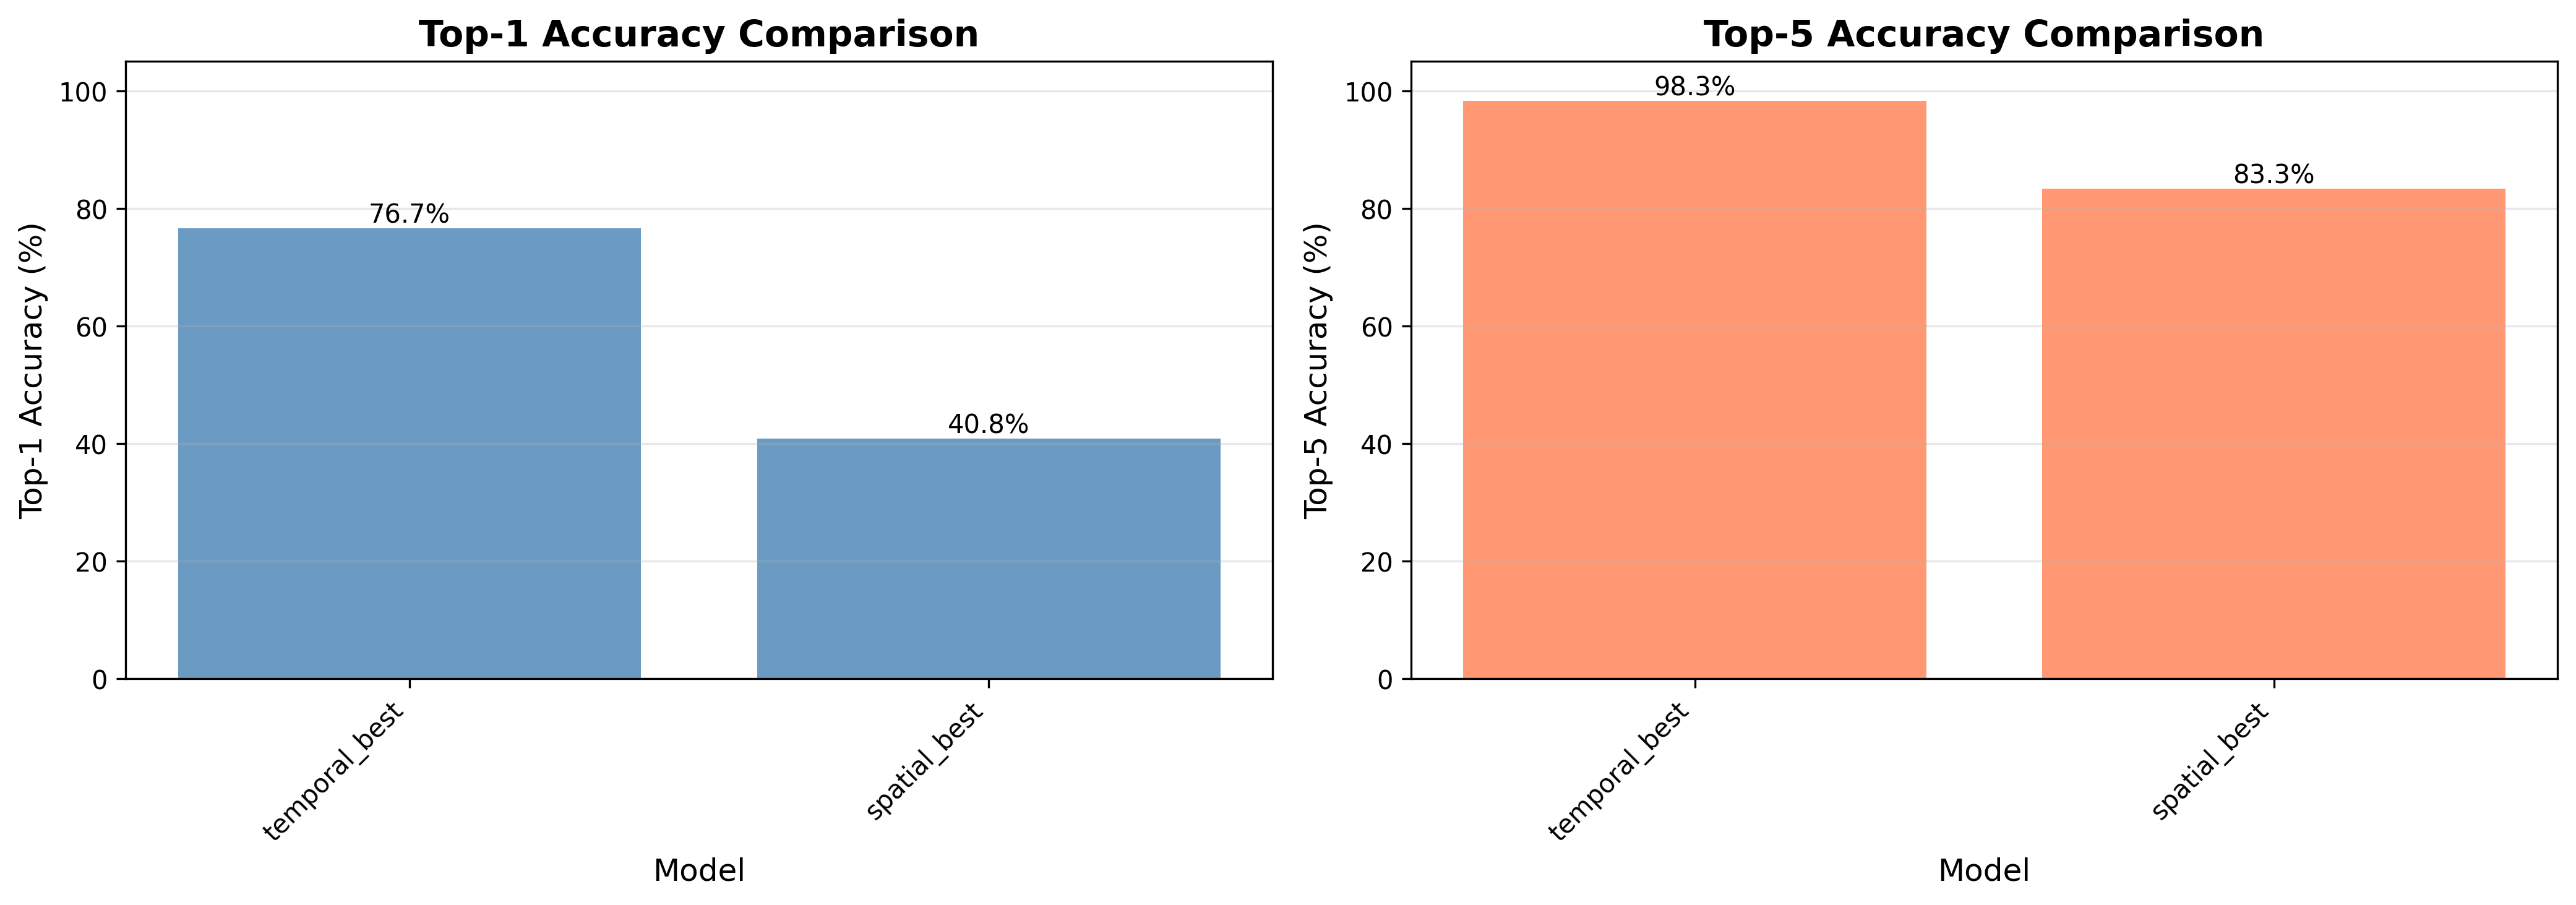 Top-1 Accuracy Comparison
Top-1 Accuracy (%)
100
80
60
40
20
0
76.7%
40.8%
temporal_best
spatial_best
Model
Top-5 Accuracy Comparison
Top-5 Accuracy (%)
100
80
60
40
20
0
98.3%
83.3%
temporal_best
spatial_best
Model